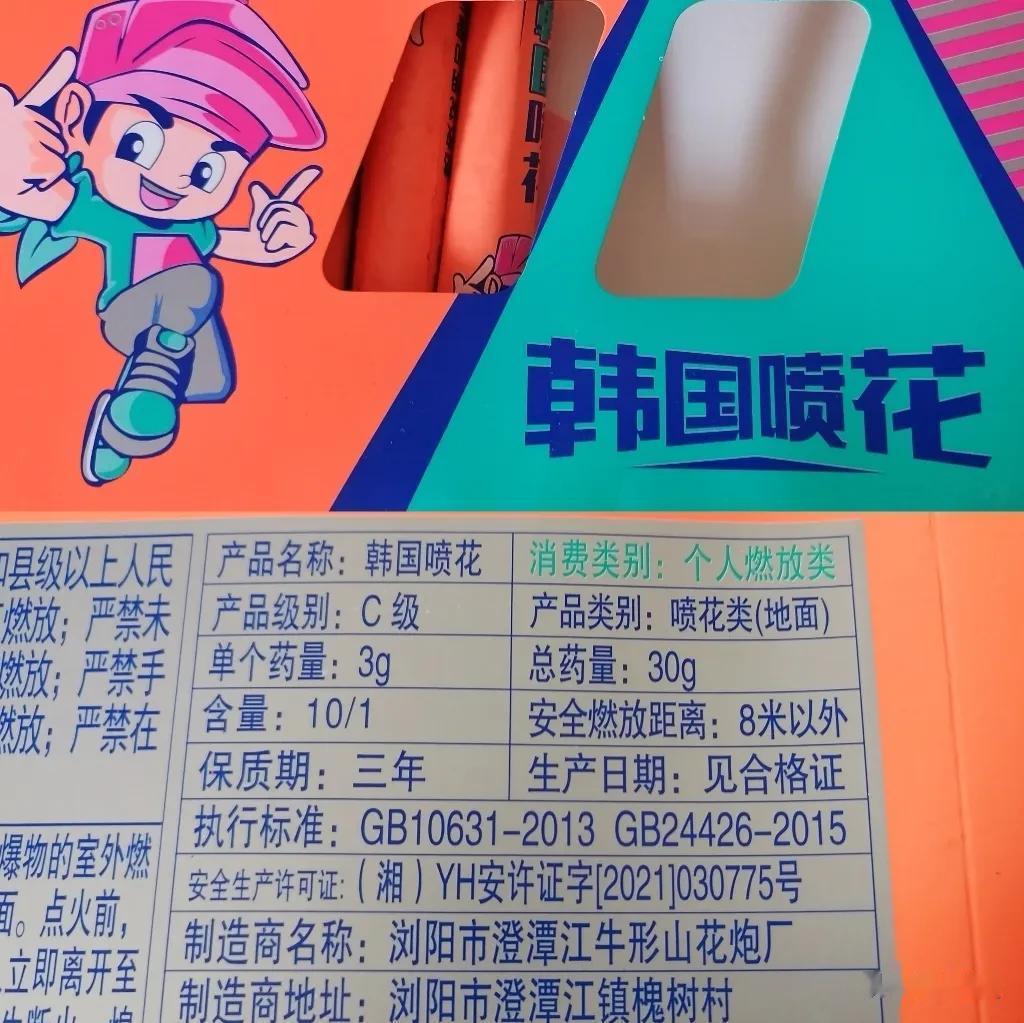 韩国喷花
韩国喷花
和县级以上人民
燃放；严禁未
燃放；严禁手
燃放；严禁在
爆物的室外燃
面。点火前，
立即离开至
产品名称：韩国喷花 消费类别：个人燃放类
产品级别：C级 产品类别：喷花类(地面)
单个药量：3g 总药量：30g
含量：10/1 安全燃放距离：8米以外
保质期：三年 生产日期：见合格证
执行标准：GB10631-2013 GB24426-2015
安全生产许可证：(湘)YH安许证字[2021]030775号
制造商名称：浏阳市澄潭江牛形山花炮厂
制造商地址：浏阳市澄潭江镇槐树村